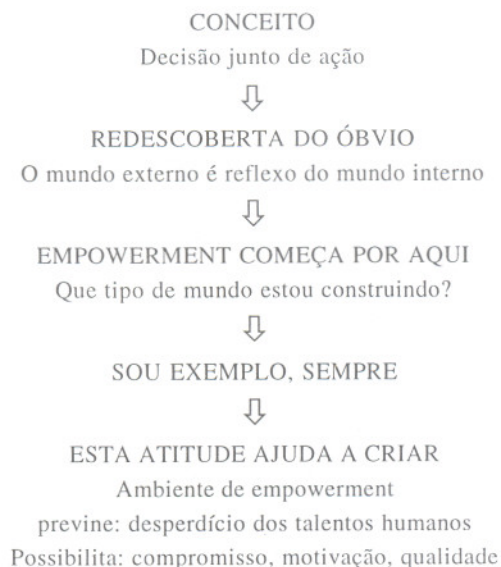 CONCEITO
Decisão junto de ação
⇩
REDESCOBERTA DO ÓBVIO
O mundo externo é reflexo do mundo interno
⇩
EMPOWERMENT COMEÇA POR AQUI
Que tipo de mundo estou construindo?
⇩
SOU EXEMPLO, SEMPRE
⇩
ESTA ATITUDE AJUDA A CRIAR
Ambiente de empowerment
previne: desperdício dos talentos humanos
Possibilita: compromisso, motivação, qualidade